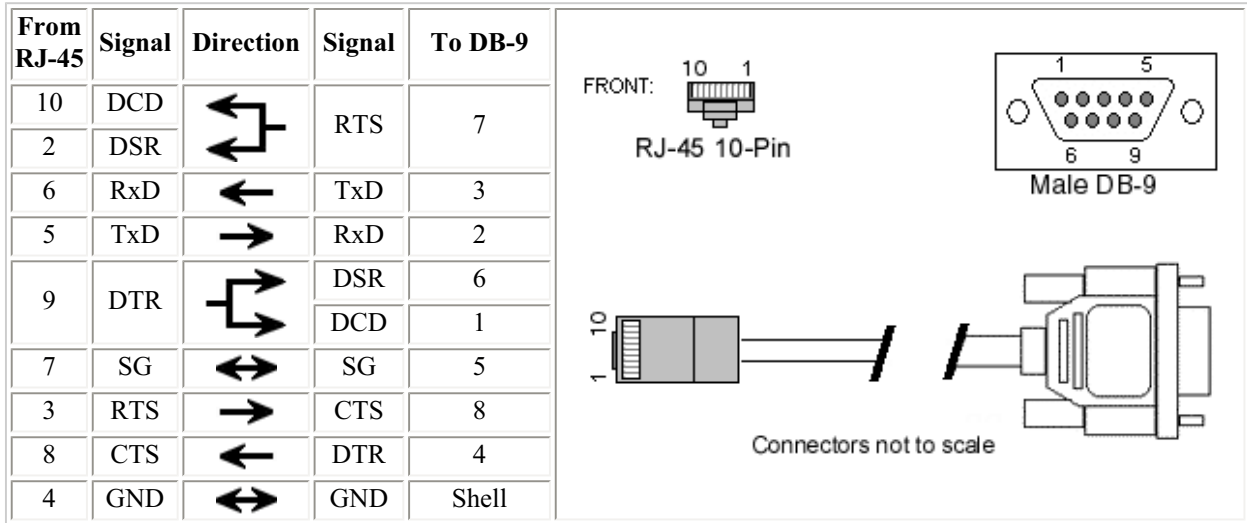 From RJ-45 Signal Direction Signal To DB-9
10 DCD RTS 7
2 DSR
6 RxD TxD 3
5 TxD RxD 2
9 DTR DSR 6
DCD 1
7 SG SG 5
3 RTS CTS 8
8 CTS DTR 4
4 GND GND Shell
FRONT:
10 1
RJ-45 10-Pin
1 5
6 9
Male DB-9
10
1
Connectors not to scale